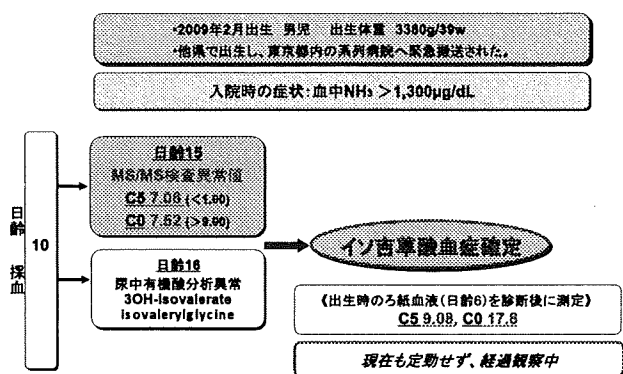 ・2009年2月出生 男児 出生体重 3380g/39w
・他県で出生し、東京都内の系列病院へ緊急搬送された。
入院時の症状：血中NH₃ ＞1,300μg/dL
日齢 10 採血
日齢15
MS/MS検査異常値
C5 7.06 (<1.00)
C0 7.52 (>9.00)
日齢16
尿中有機酸分析異常
3OH-isovalerate
isovalerylglycine
イソ吉草酸血症確定
《出生時のろ紙血液(日齢6)を診断後に測定》
C5 9.08, C0 17.8
現在も定勤せず、経過観察中